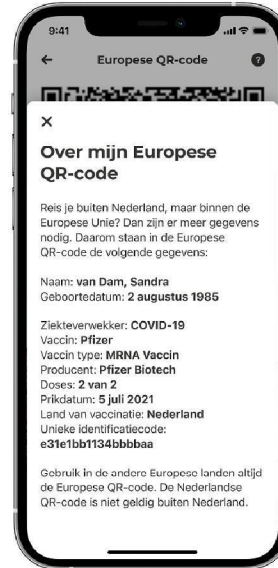 9:41
Europese QR-code
Over mijn Europese
QR-code
Reis je buiten Nederland, maar binnen de
Europese Unie? Dan zijn er meer gegevens
nodig. Daarom staan in de Europese
QR-code de volgende gegevens:
Naam: van Dam, Sandra
Geboortedatum: 2 augustus 1985
Ziekteverwekker: COVID-19
Vaccin: Pfizer
Vaccin type: MRNA Vaccin
Producent: Pfizer Biotech
Doses: 2 van 2
Prikdatum: 5 juli 2021
Land van vaccinatie: Nederland
Unieke identificatiecode:
e31e1bb1134bbbbaa
Gebruik in de andere Europese landen altijd
de Europese QR-code. De Nederlandse
QR-code is niet geldig buiten Nederland.